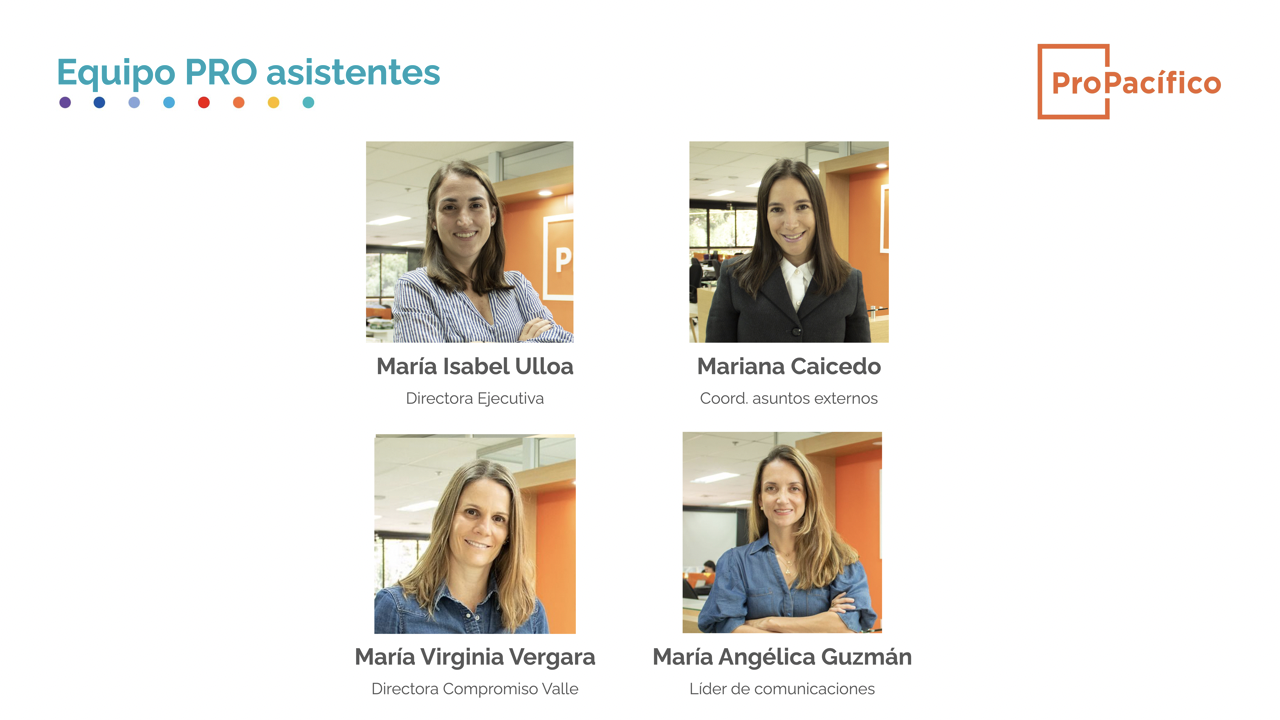 Equipo PRO asistentes
ProPacífico
P
María Isabel Ulloa
Directora Ejecutiva
Mariana Caicedo
Coord. asuntos externos
María Virginia Vergara
Directora Compromiso Valle
María Angélica Guzmán
Líder de comunicaciones